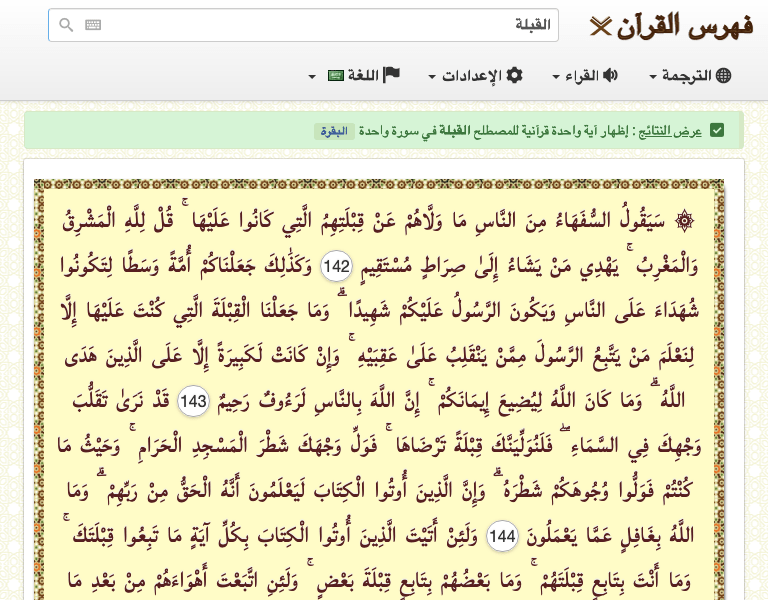 فهرس القرآن
القبلة
الترجمة القراء الإعدادات اللغة
عرض النتائج : إظهار آية واحدة قرآنية للمصطلح القبلة في سورة واحدة البقرة
۞ سَيَقُولُ السُّفَهَاءُ مِنَ النَّاسِ مَا وَلَّاهُمْ عَنْ قِبْلَتِهِمُ الَّتِي كَانُوا عَلَيْهَا ۚ قُلْ لِلَّهِ الْمَشْرِقُ
وَالْمَغْرِبُ ۚ يَهْدِي مَنْ يَشَاءُ إِلَىٰ صِرَاطٍ مُسْتَقِيمٍ 142 وَكَذَٰلِكَ جَعَلْنَاكُمْ أُمَّةً وَسَطًا لِتَكُونُوا
شُهَدَاءَ عَلَى النَّاسِ وَيَكُونَ الرَّسُولُ عَلَيْكُمْ شَهِيدًا ۗ وَمَا جَعَلْنَا الْقِبْلَةَ الَّتِي كُنْتَ عَلَيْهَا إِلَّا
لِنَعْلَمَ مَنْ يَتَّبِعُ الرَّسُولَ مِمَّنْ يَنْقَلِبُ عَلَىٰ عَقِبَيْهِ ۚ وَإِنْ كَانَتْ لَكَبِيرَةً إِلَّا عَلَى الَّذِينَ هَدَى
اللَّهُ ۗ وَمَا كَانَ اللَّهُ لِيُضِيعَ إِيمَانَكُمْ ۚ إِنَّ اللَّهَ بِالنَّاسِ لَرَءُوفٌ رَحِيمٌ 143 قَدْ نَرَىٰ تَقَلُّبَ
وَجْهِكَ فِي السَّمَاءِ ۖ فَلَنُوَلِّيَنَّكَ قِبْلَةً تَرْضَاهَا ۚ فَوَلِّ وَجْهَكَ شَطْرَ الْمَسْجِدِ الْحَرَامِ ۚ وَحَيْثُ مَا
كُنْتُمْ فَوَلُّوا وُجُوهَكُمْ شَطْرَهُ ۗ وَإِنَّ الَّذِينَ أُوتُوا الْكِتَابَ لَيَعْلَمُونَ أَنَّهُ الْحَقُّ مِنْ رَبِّهِمْ ۗ وَمَا
اللَّهُ بِغَافِلٍ عَمَّا يَعْمَلُونَ 144 وَلَئِنْ أَتَيْتَ الَّذِينَ أُوتُوا الْكِتَابَ بِكُلِّ آيَةٍ مَا تَبِعُوا قِبْلَتَكَ ۚ
وَمَا أَنْتَ بِتَابِعٍ قِبْلَتَهُمْ ۚ وَمَا بَعْضُهُمْ بِتَابِعٍ قِبْلَةَ بَعْضٍ ۚ وَلَئِنِ اتَّبَعْتَ أَهْوَاءَهُمْ مِنْ بَعْدِ مَا